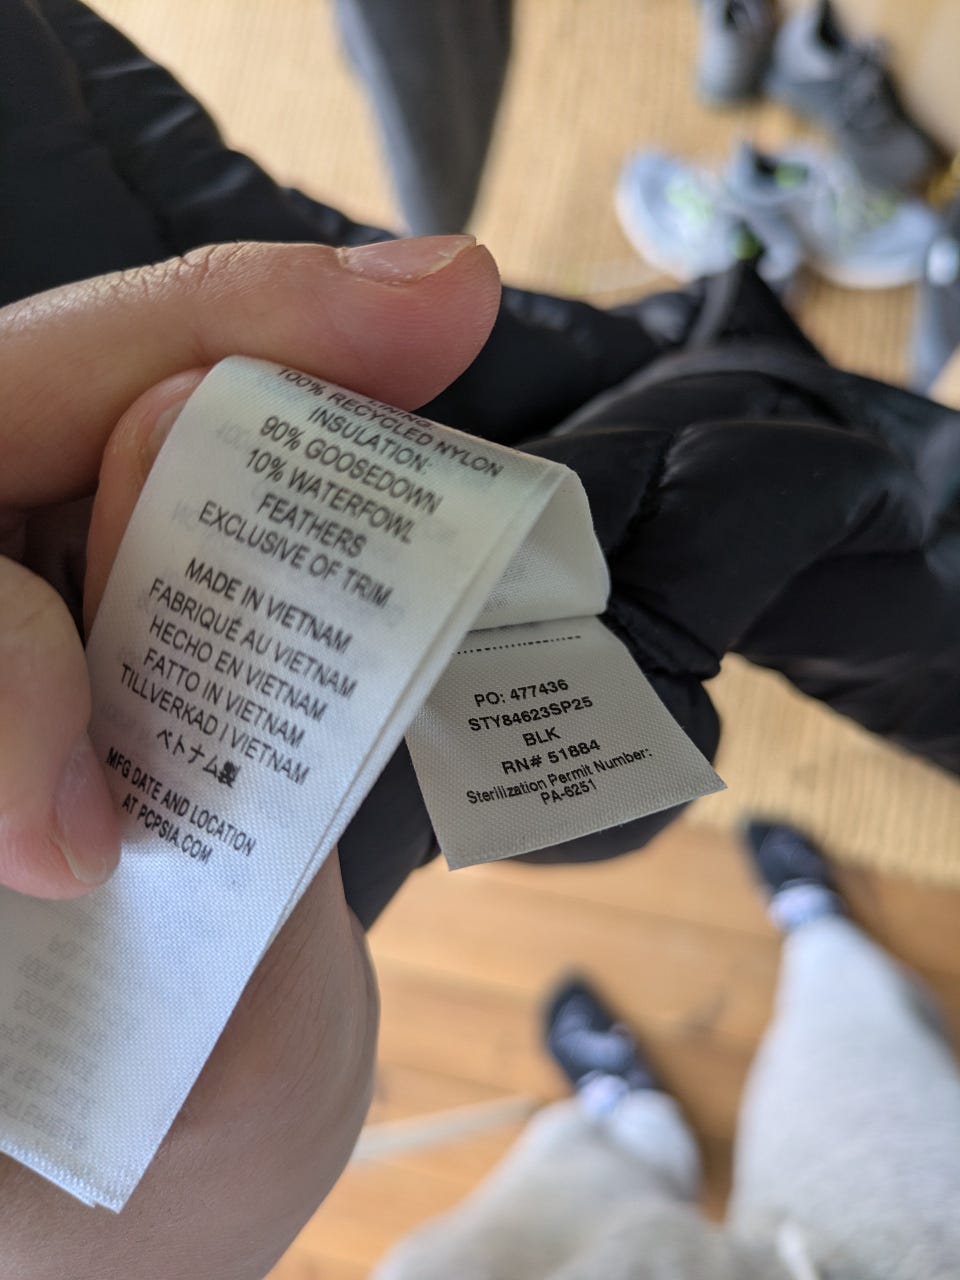 LINING:
100% RECYCLED NYLON
INSULATION:
90% GOOSEDOWN
10% WATERFOWL
FEATHERS
EXCLUSIVE OF TRIM
MADE IN VIETNAM
FABRIQUÉ AU VIETNAM
HECHO EN VIETNAM
FATTO IN VIETNAM
TILLVERKAD I VIETNAM
ベトナム製
MFG DATE AND LOCATION
AT PCPSIA.COM
PO: 477436
STY84623SP25
BLK
RN# 51884
Sterilization Permit Number:
PA-6251